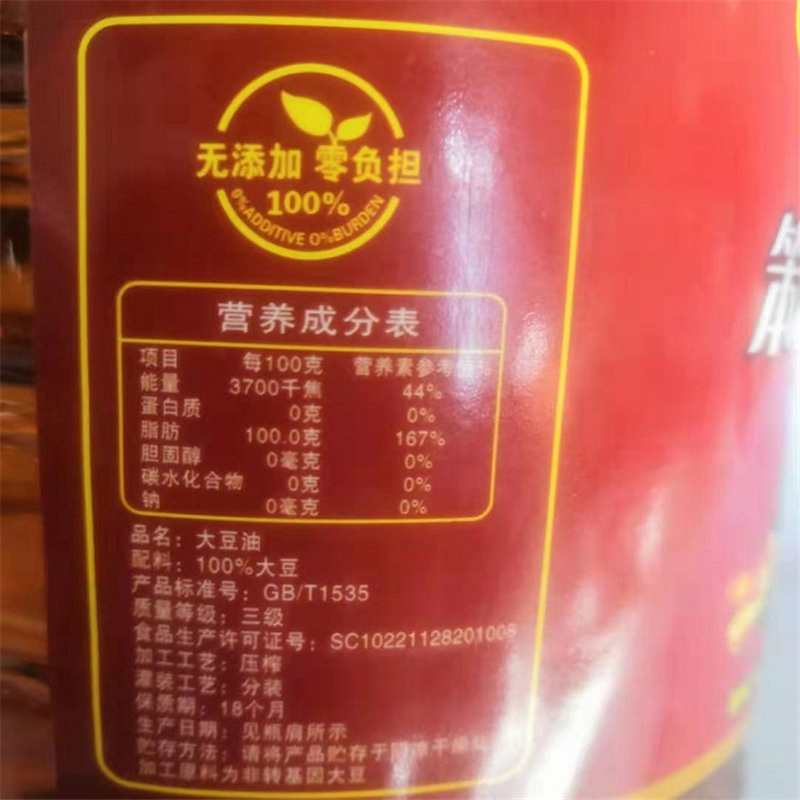 无添加 零负担
100%
0%ADDITIVE 0%BURDEN
营养成分表
项目 每100克 营养素参考
能量 3700千焦 44%
蛋白质 0克 0%
脂肪 100.0克 167%
胆固醇 0毫克 0%
碳水化合物 0克 0%
钠 0毫克 0%
品名：大豆油
配料：100%大豆
产品标准号：GB/T1535
质量等级：三级
食品生产许可证号：SC10221128201006
加工工艺：压榨
灌装工艺：分装
保质期：18个月
生产日期：见瓶肩所示
贮存方法：请将产品贮存于阴凉干燥处
加工原料为非转基因大豆